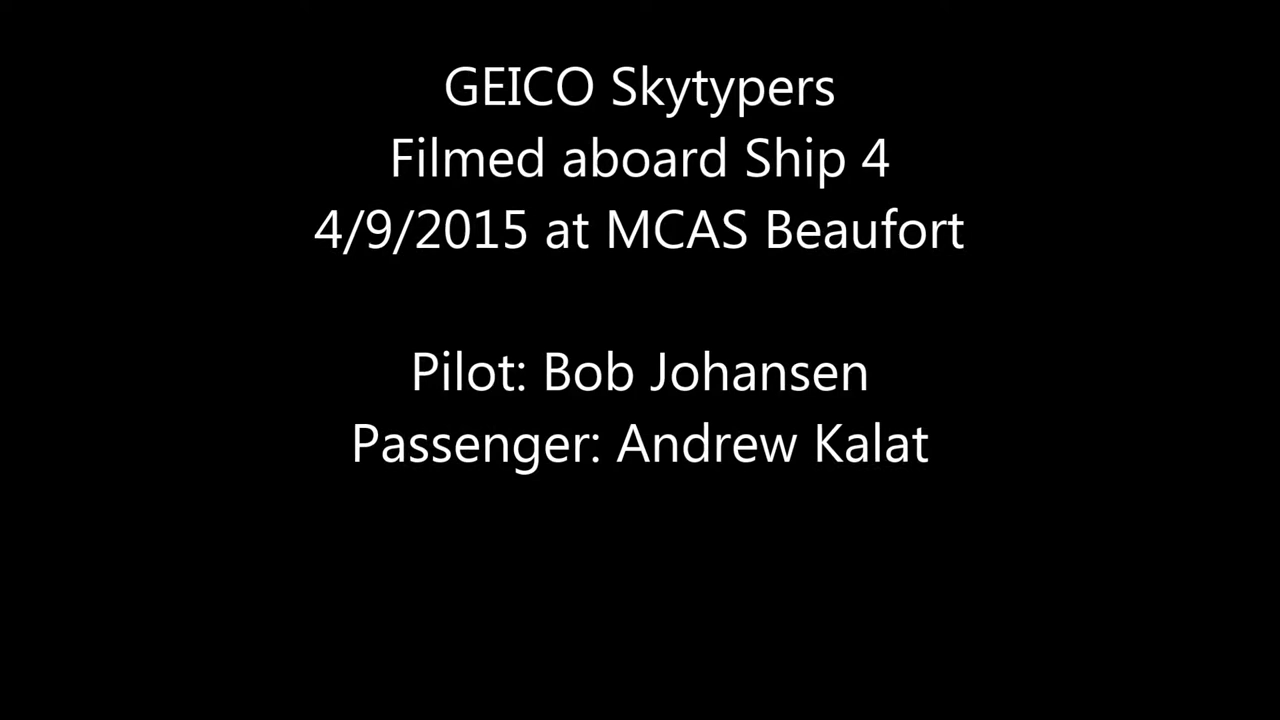 GEICO Skytypers
Filmed aboard Ship 4
4/9/2015 at MCAS Beaufort
Pilot: Bob Johansen
Passenger: Andrew Kalat